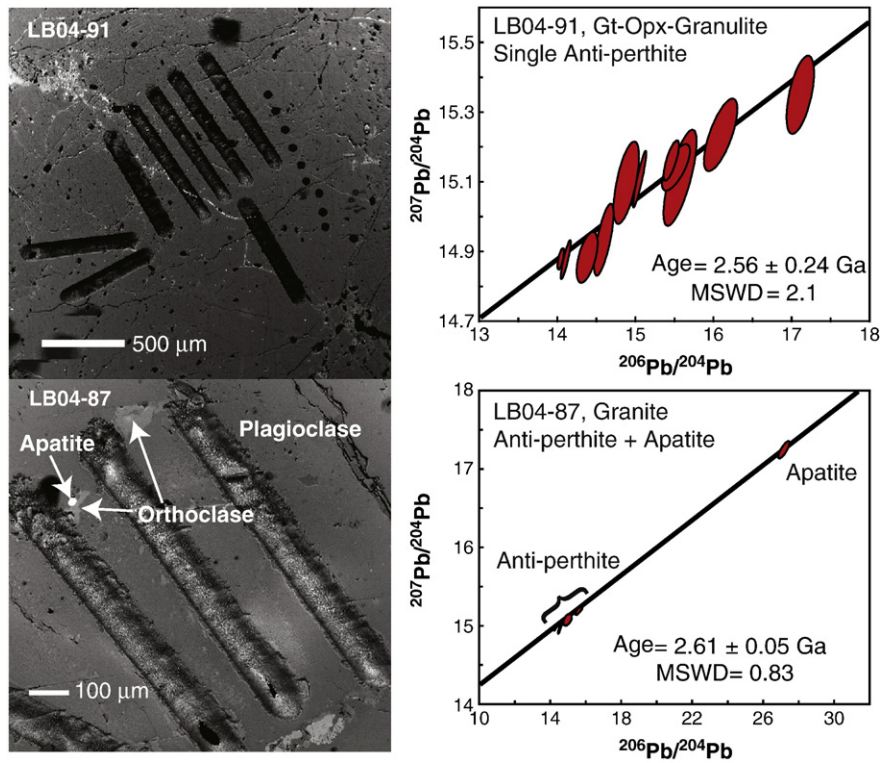 LB04-91
500 µm
LB04-91, Gt-Opx-Granulite
Single Anti-perthite
15.5
15.3
15.1
14.9
14.7
207Pb/204Pb
Age= 2.56 ± 0.24 Ga
MSWD = 2.1
13
14
15
16
17
18
206Pb/204Pb
LB04-87
Apatite
Plagioclase
Orthoclase
100 µm
LB04-87, Granite
Anti-perthite + Apatite
18
17
16
15
14
207Pb/204Pb
Apatite
Anti-perthite
Age= 2.61 ± 0.05 Ga
MSWD= 0.83
10
14
18
22
26
30
206Pb/204Pb